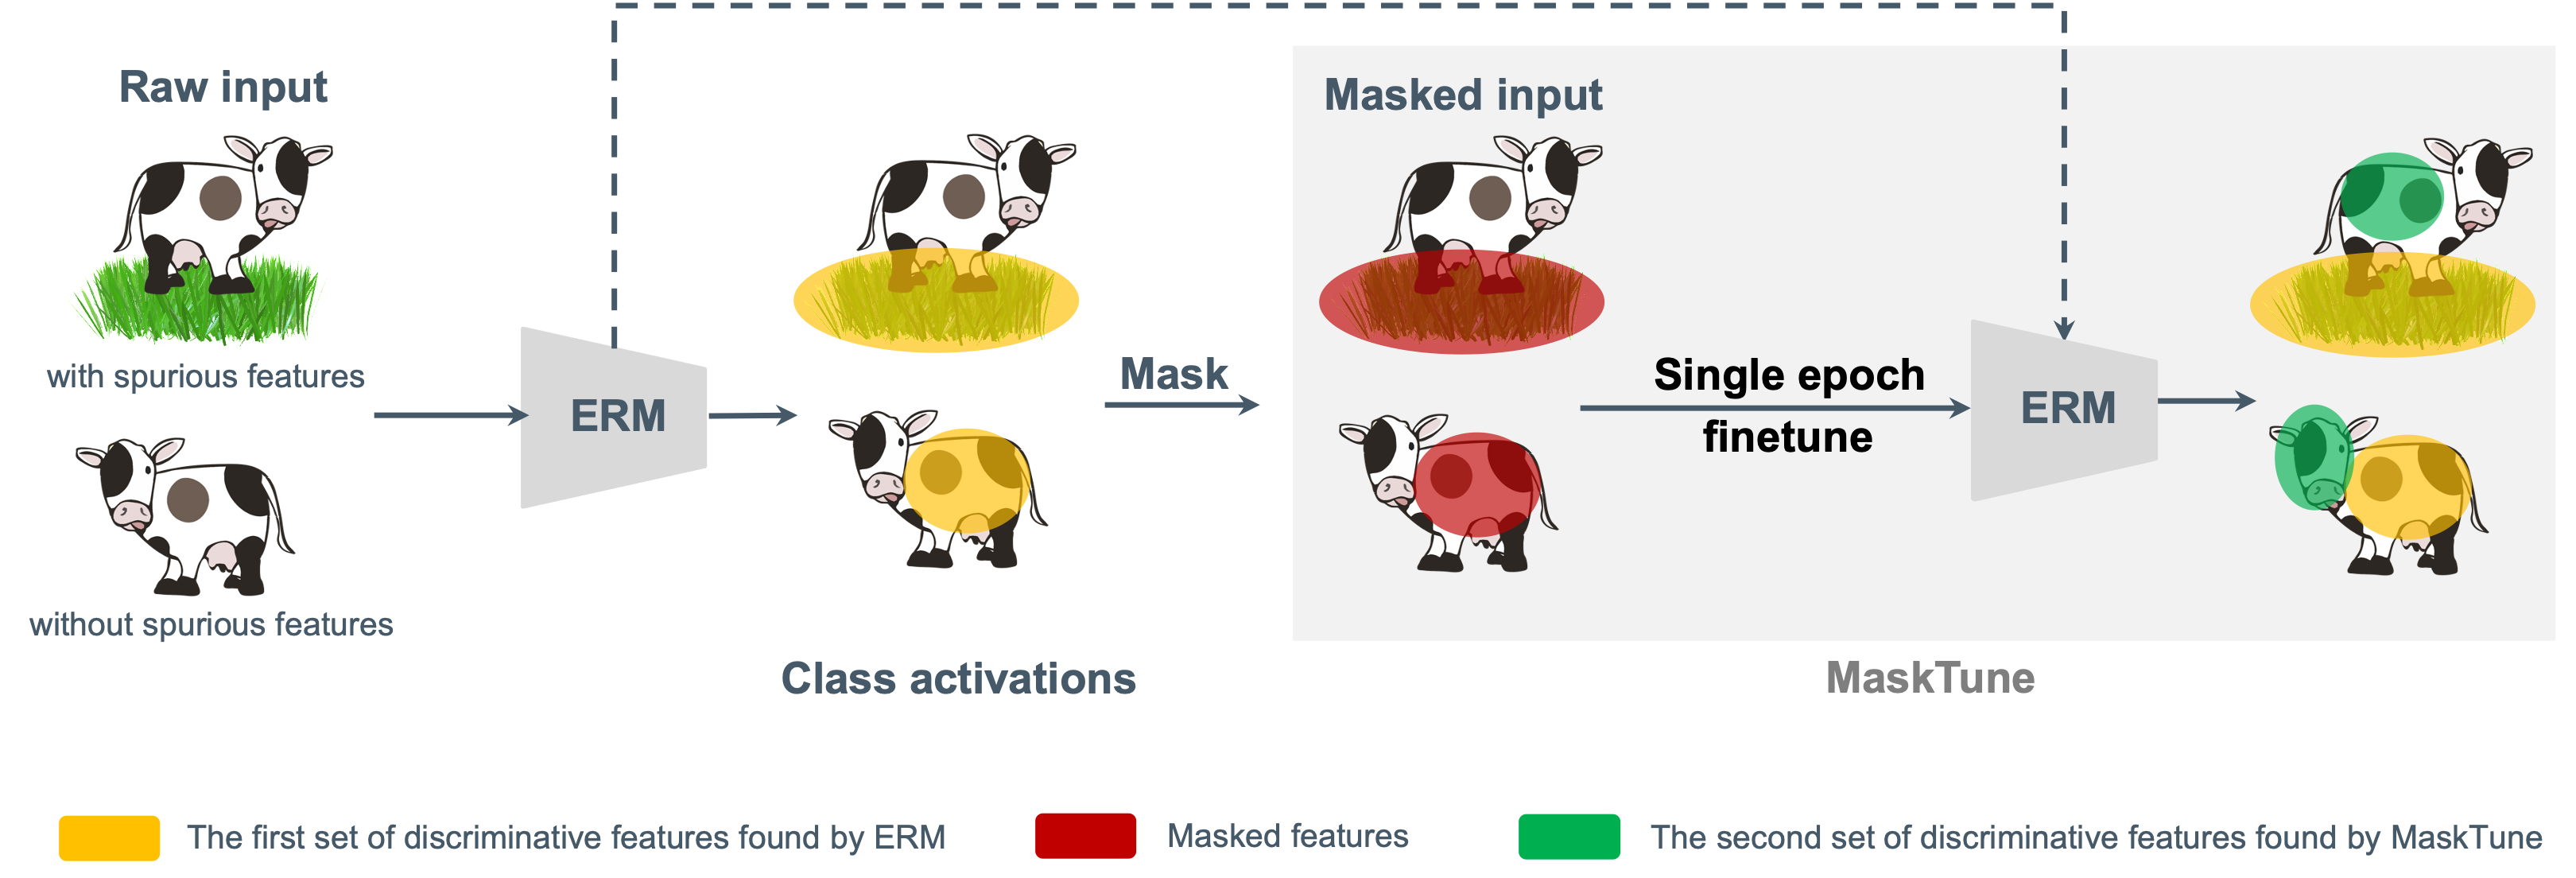 Raw input
with spurious features
without spurious features
ERM
Class activations
Mask
Masked input
Single epoch
finetune
ERM
MaskTune
The first set of discriminative features found by ERM
Masked features
The second set of discriminative features found by MaskTune